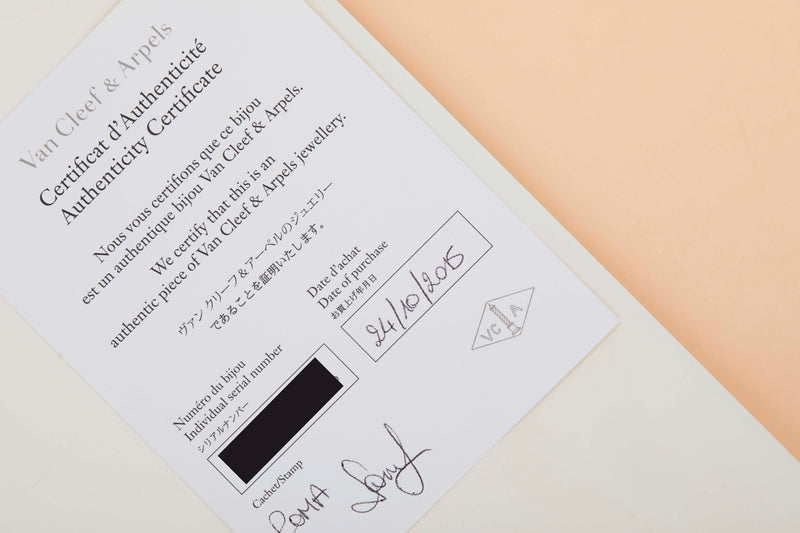 Van Cleef & Arpels
Certificat d'Authenticité
Authenticity Certificate
Nous vous certifions que ce bijou
est un authentique bijou Van Cleef & Arpels.
We certify that this is an
authentic piece of Van Cleef & Arpels jewellery.
ヴァン クリーフ＆アーペルのジュエリー
であることを証明いたします。
Date d'achat
Date of purchase
お買上げ年月日
24/10/2015
VC A
Numéro du bijou
Individual serial number
シリアルナンバー
Cachet/Stamp
ROMA